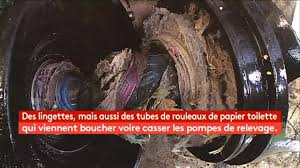 Des lingettes, mais aussi des tubes de rouleaux de papier toilette
qui viennent boucher voire casser les pompes de relevage.